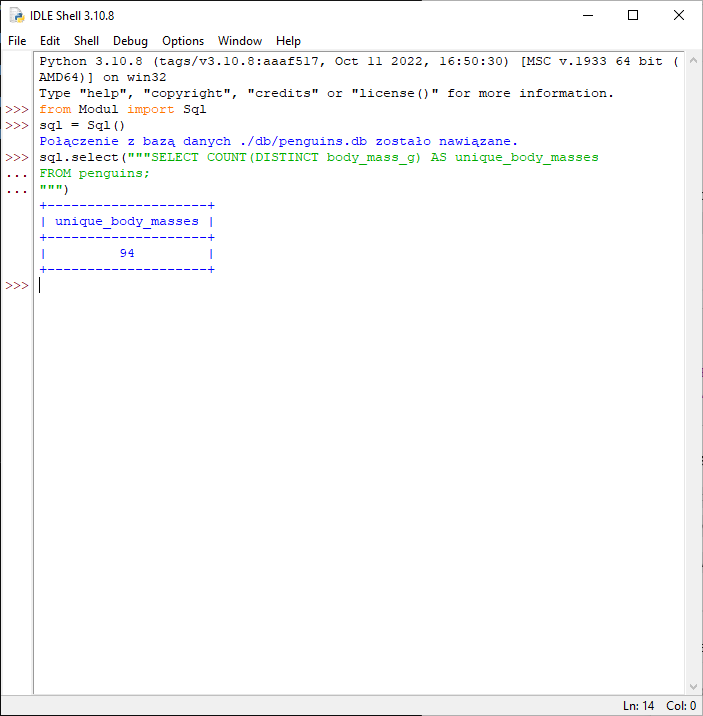 IDLE Shell 3.10.8
File Edit Shell Debug Options Window Help
Python 3.10.8 (tags/v3.10.8:aaaf517, Oct 11 2022, 16:50:30) [MSC v.1933 64 bit (
AMD64)] on win32
Type "help", "copyright", "credits" or "license()" for more information.
>>> from Modul import Sql
>>> sql = Sql()
Połączenie z bazą danych ./db/penguins.db zostało nawiązane.
>>> sql.select("""SELECT COUNT(DISTINCT body_mass_g) AS unique_body_masses
... FROM penguins;
... """)
+--------------------+
| unique_body_masses |
+--------------------+
|         94         |
+--------------------+
>>>
Ln: 14 Col: 0